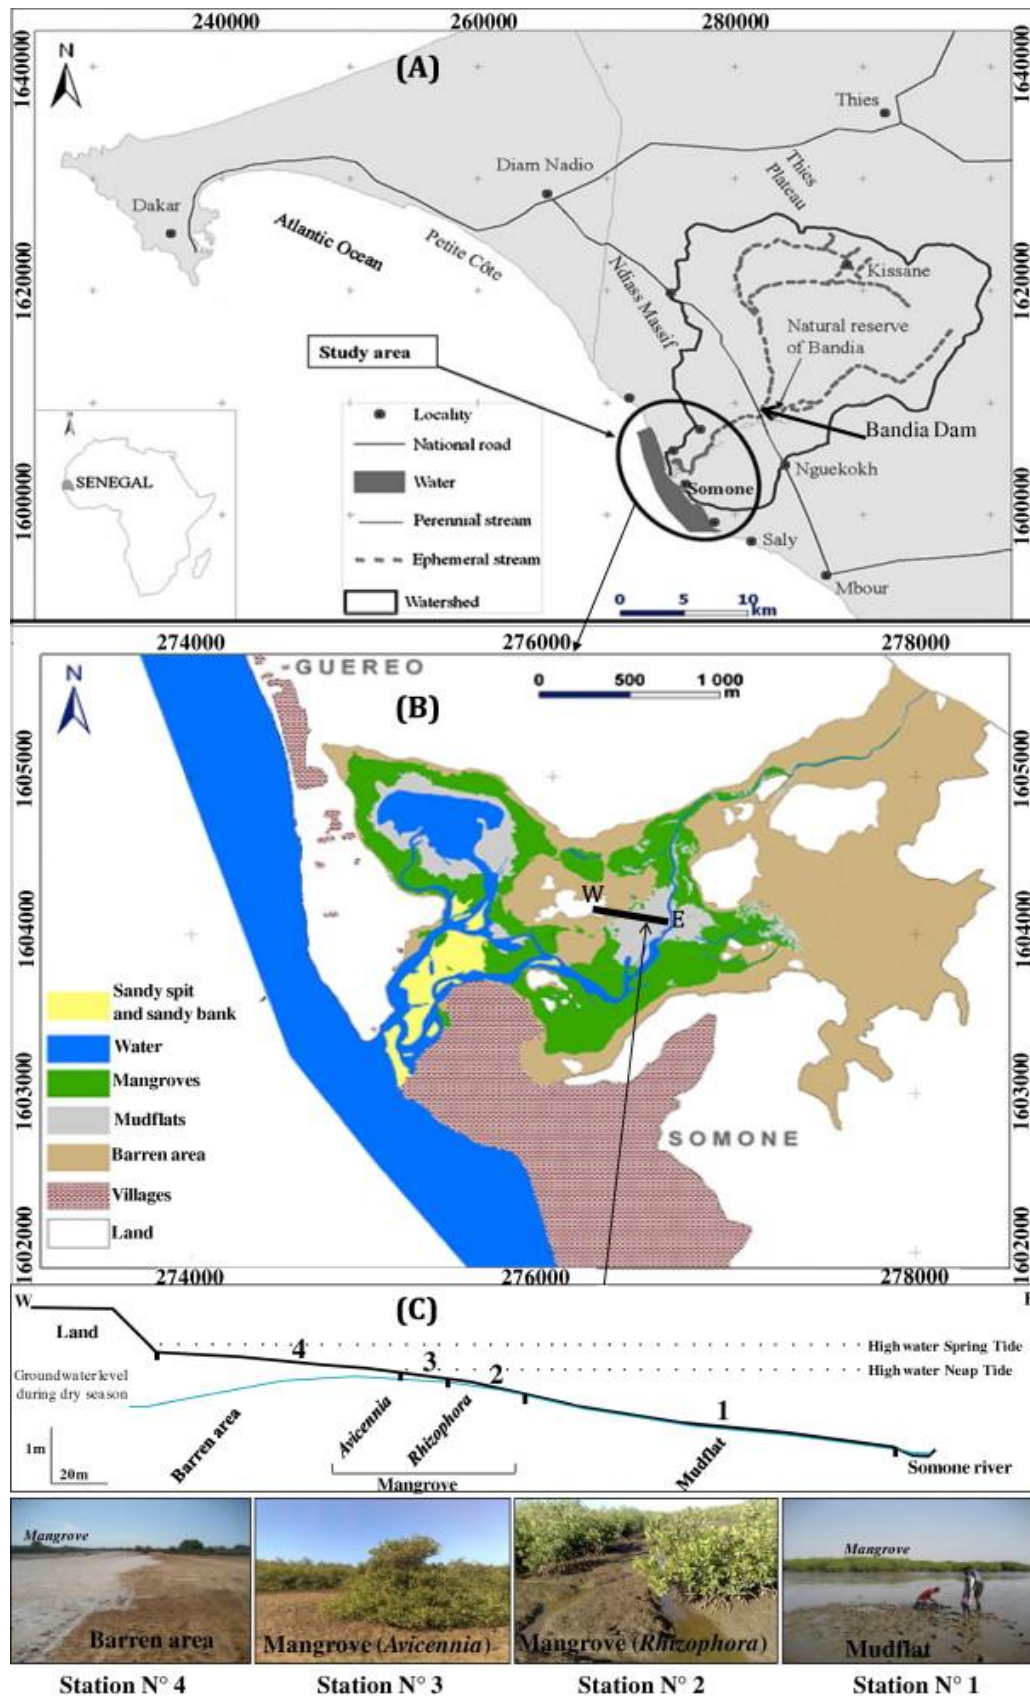 240000 260000 280000
1640000
1640000
N
(A)
Thies
Diam Nadio
Thies
Plateau
Dakar
Atlantic Ocean
Petite Côte
Ndiass Massif
Kissane
1620000
1620000
Natural reserve
of Bandia
Study area
Locality
National road
Water
Perennial stream
Ephemeral stream
Watershed
Bandia Dam
N
SENEGAL
Nguekokh
Somone
1600000
1600000
Saly
Mbour
0 5 10
km
274000 276000 278000
GUEREO
N
(B)
0 500 1 000
m
1605000
1605000
W
E
1604000
1604000
Sandy spit
and sandy bank
Water
Mangroves
Mudflats
Barren area
Villages
Land
1603000
1603000
SOMONE
1602000
1602000
274000 276000 278000
W
(C)
Land
High water Spring Tide
High water Neap Tide
4
3
2
1
Groundwater level
during dry season
Barren area
Avicennia
Rhizophora
Mudflat
Mangrove
Somone river
1m
20m
Mangrove
Barren area
Mangrove (Avicennia)
Mangrove (Rhizophora)
Mangrove
Mudflat
Station N° 4 Station N° 3 Station N° 2 Station N° 1